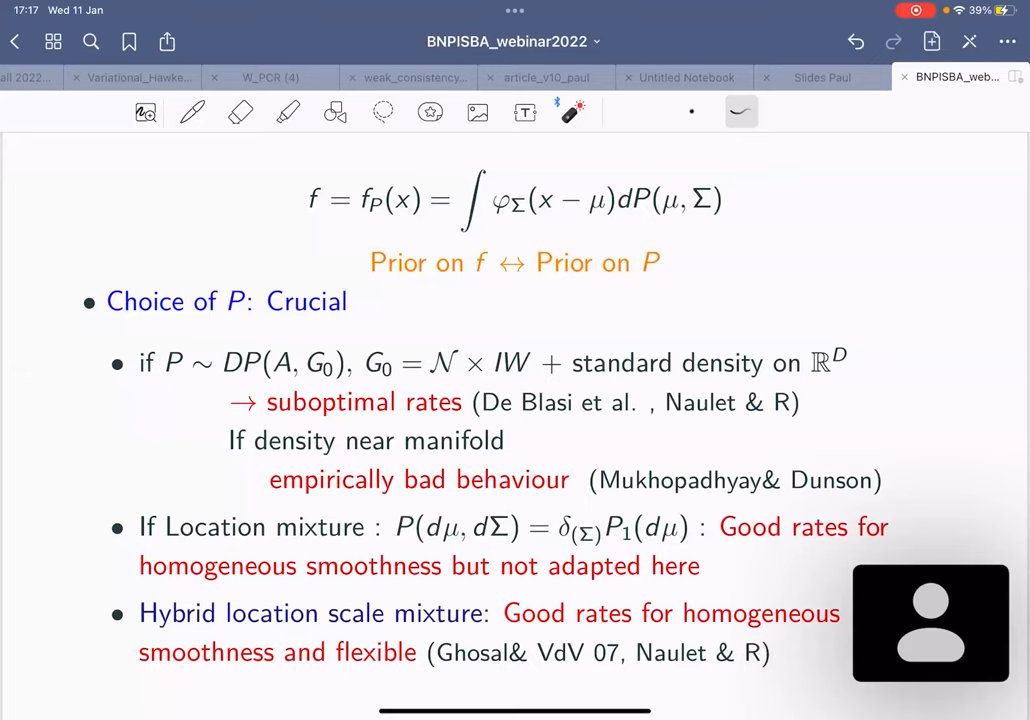 17:17 Wed 11 Jan
39%
BNPISBA_webinar2022
all 2022...
Variational_Hawke...
W_PCR (4)
weak_consistency...
article_v10_paul
Untitled Notebook
Slides Paul
BNPISBA_web...
f = f_P(x) = ∫ φ_Σ(x − μ)dP(μ, Σ)
Prior on f ↔ Prior on P
• Choice of P: Crucial
• if P ∼ DP(A, G₀), G₀ = 𝒩 × IW + standard density on ℝ^D
→ suboptimal rates (De Blasi et al. , Naulet & R)
If density near manifold
empirically bad behaviour (Mukhopadhyay& Dunson)
• If Location mixture : P(dμ, dΣ) = δ_(Σ)P₁(dμ) : Good rates for
homogeneous smoothness but not adapted here
• Hybrid location scale mixture: Good rates for homogeneous
smoothness and flexible (Ghosal& VdV 07, Naulet & R)